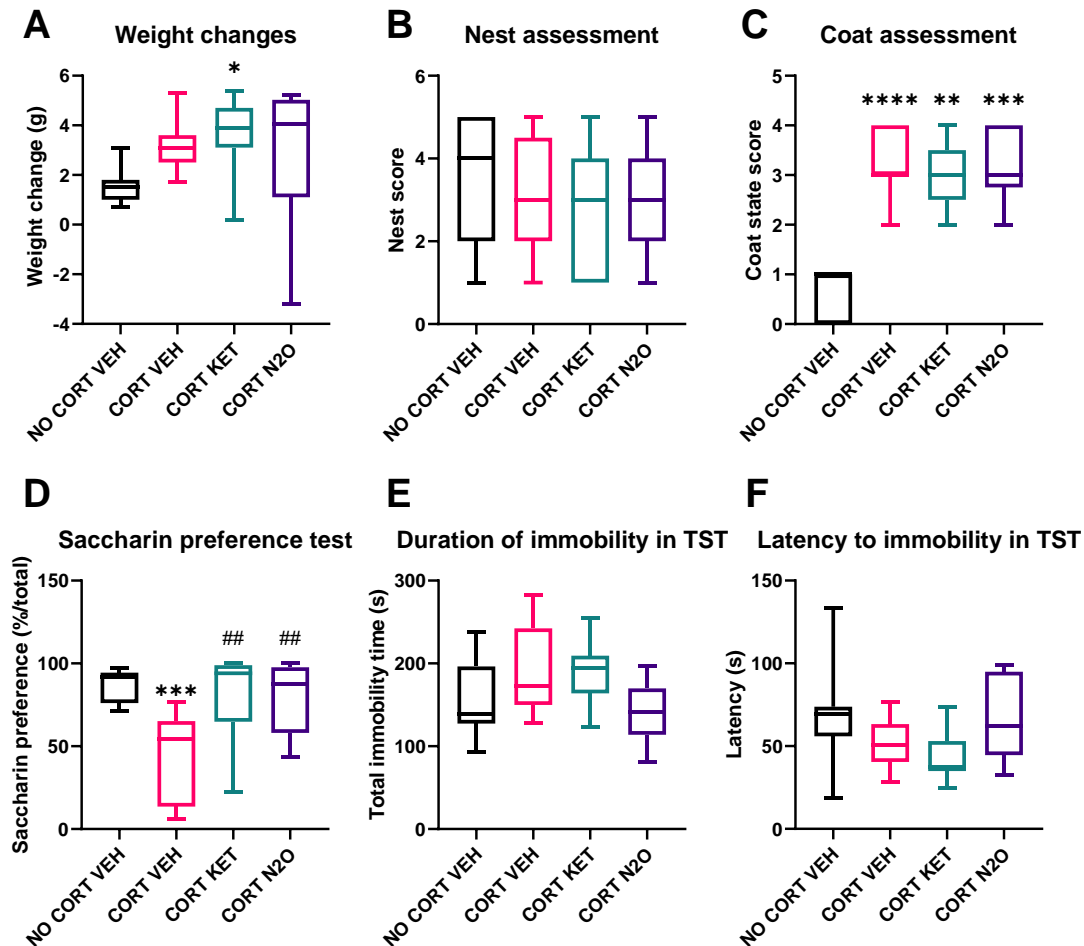 A
Weight changes
*
Weight change (g)
6
4
2
0
-2
-4
NO CORT VEH
CORT VEH
CORT KET
CORT N2O
B
Nest assessment
Nest score
6
4
2
0
NO CORT VEH
CORT VEH
CORT KET
CORT N2O
C
Coat assessment
**** ** ***
Coat state score
5
4
3
2
1
0
NO CORT VEH
CORT VEH
CORT KET
CORT N2O
D
Saccharin preference test
## ##
***
Saccharin preference (%/total)
150
100
50
0
NO CORT VEH
CORT VEH
CORT KET
CORT N2O
E
Duration of immobility in TST
Total immobility time (s)
300
200
100
0
NO CORT VEH
CORT VEH
CORT KET
CORT N2O
F
Latency to immobility in TST
Latency (s)
150
100
50
0
NO CORT VEH
CORT VEH
CORT KET
CORT N2O